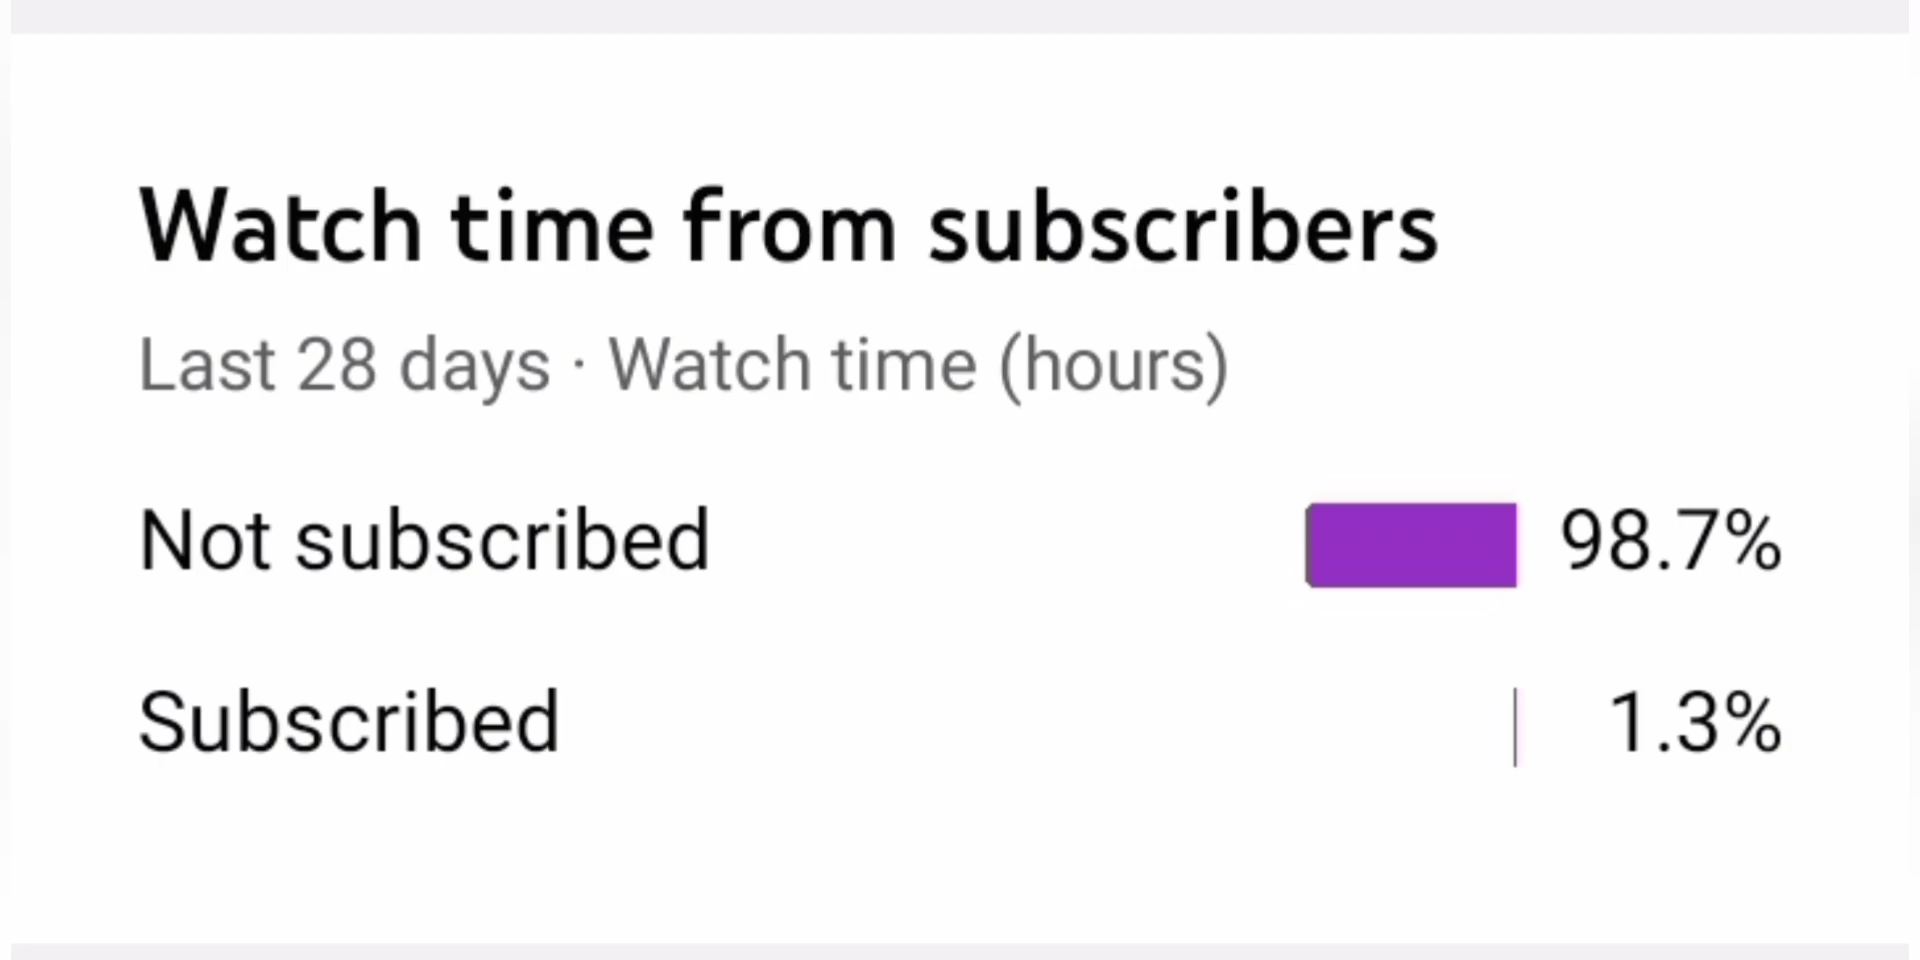 Watch time from subscribers
Last 28 days · Watch time (hours)
Not subscribed 98.7%
Subscribed 1.3%